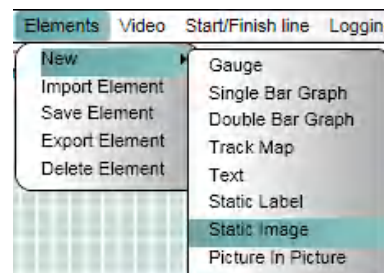 Elements Video Start/Finish line Loggin
New
Import Element
Save Element
Export Element
Delete Element
Gauge
Single Bar Graph
Double Bar Graph
Track Map
Text
Static Label
Static Image
Picture In Picture